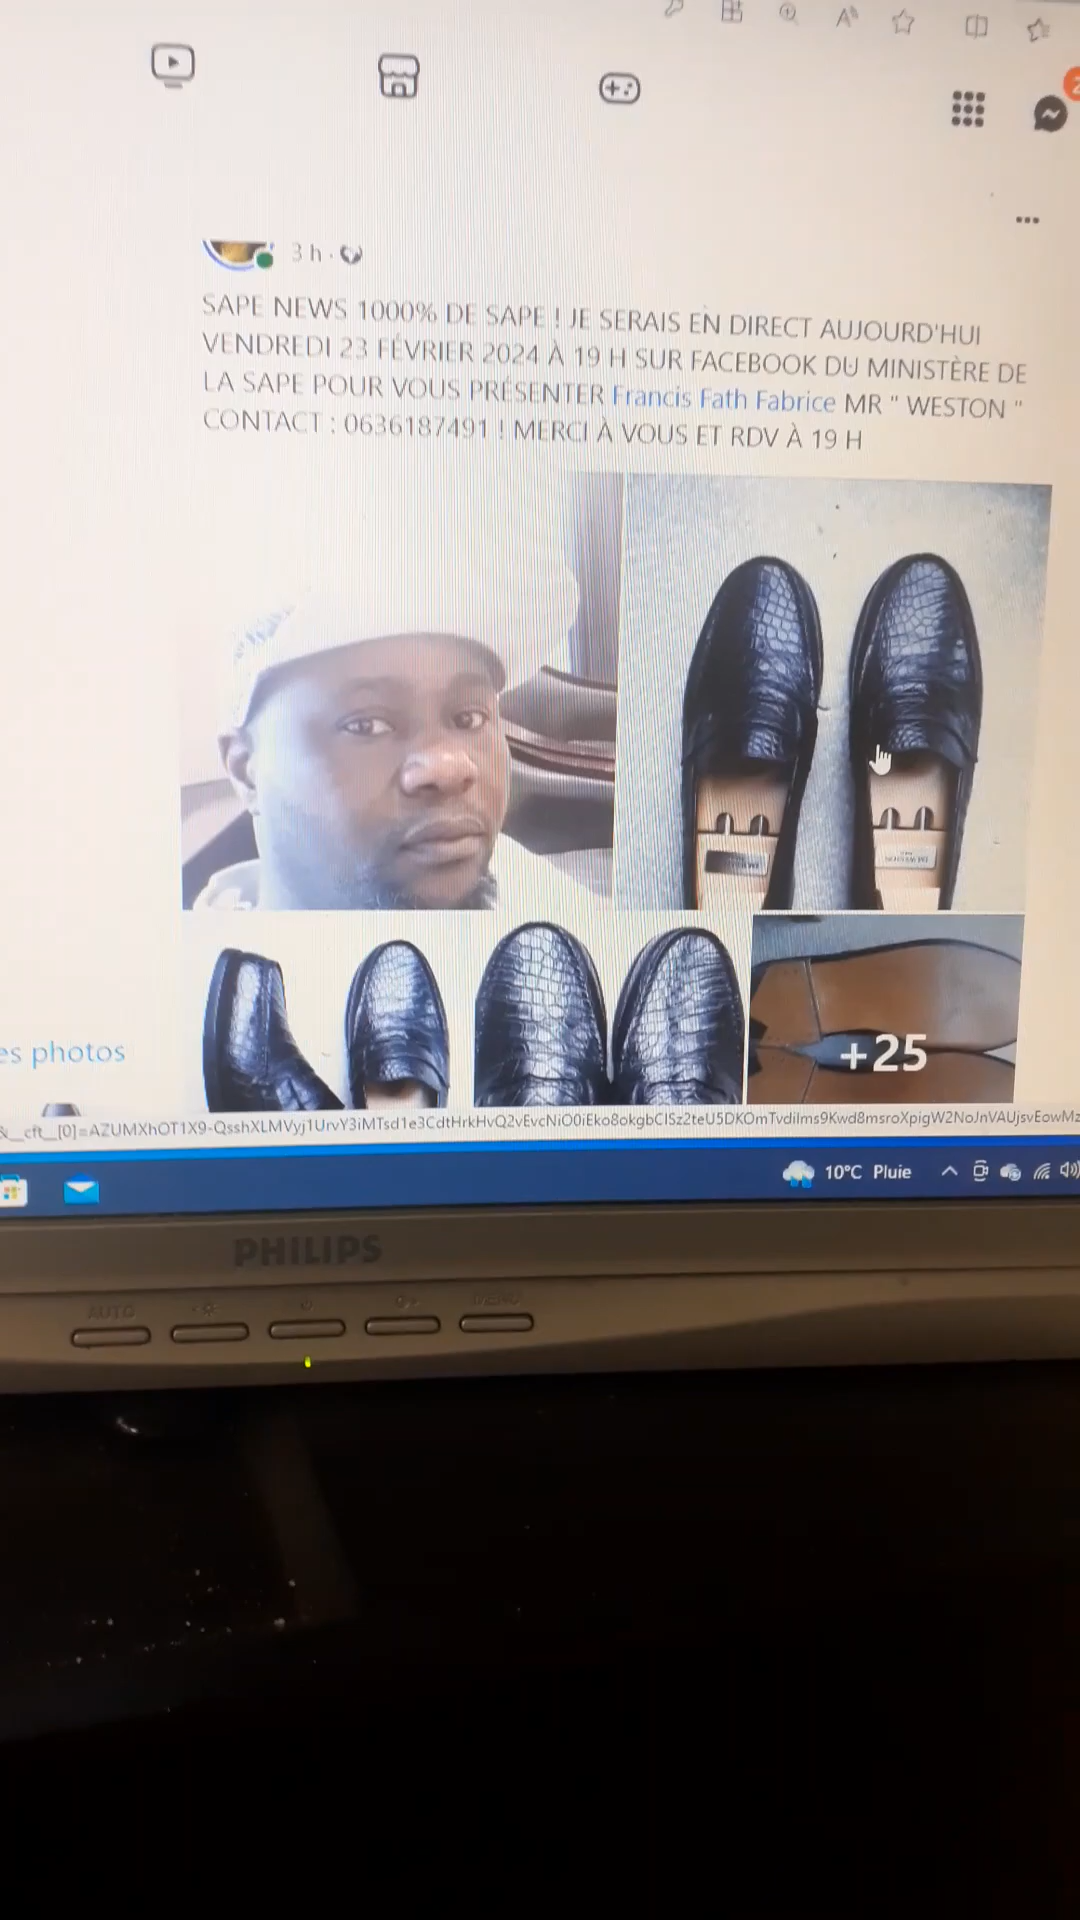 3 h ·
SAPE NEWS 1000% DE SAPE ! JE SERAIS EN DIRECT AUJOURD'HUI
VENDREDI 23 FÉVRIER 2024 À 19 H SUR FACEBOOK DU MINISTÈRE DE
LA SAPE POUR VOUS PRÉSENTER Francis Fath Fabrice MR " WESTON "
CONTACT : 0636187491 ! MERCI À VOUS ET RDV À 19 H
+25
es photos
10°C Pluie
PHILIPS
AUTO
MENU